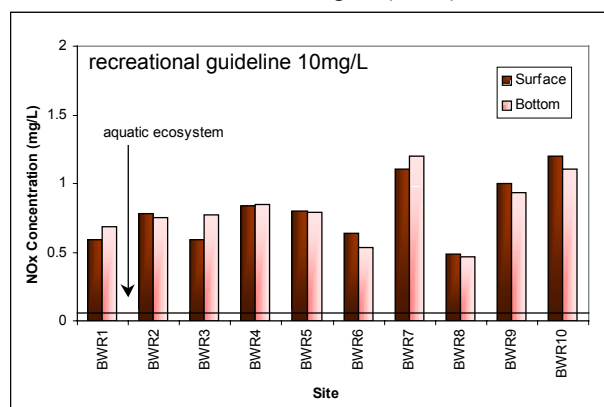 recreational guideline 10mg/L
Surface
Bottom
aquatic ecosystem
NOx Concentration (mg/L)
2
1.5
1
0.5
0
BWR1
BWR2
BWR3
BWR4
BWR5
BWR6
BWR7
BWR8
BWR9
BWR10
Site